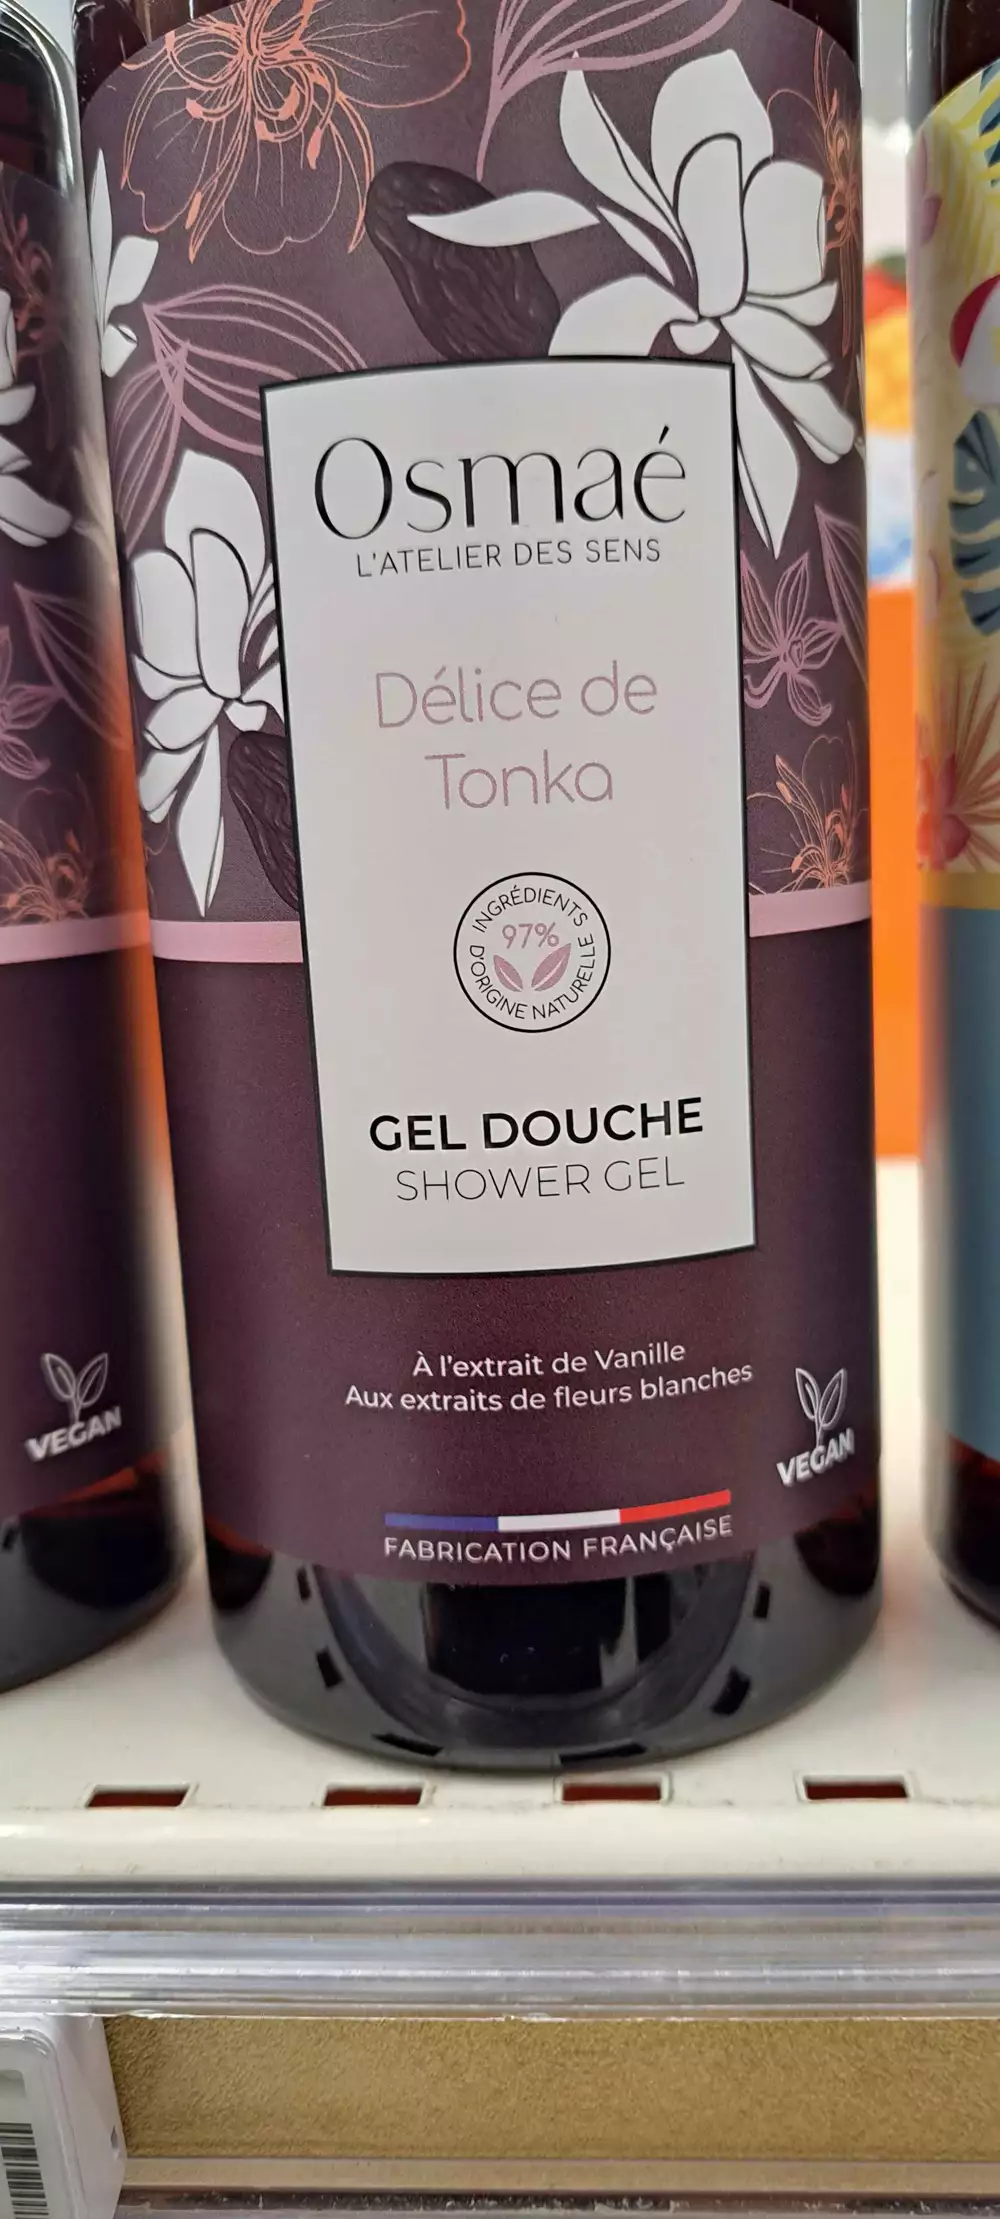 Osmaé
L'ATELIER DES SENS
Délice de
Tonka
INGRÉDIENTS
97%
D'ORIGINE NATURELLE
GEL DOUCHE
SHOWER GEL
À l'extrait de Vanille
Aux extraits de fleurs blanches
VEGAN
VEGAN
FABRICATION FRANÇAISE